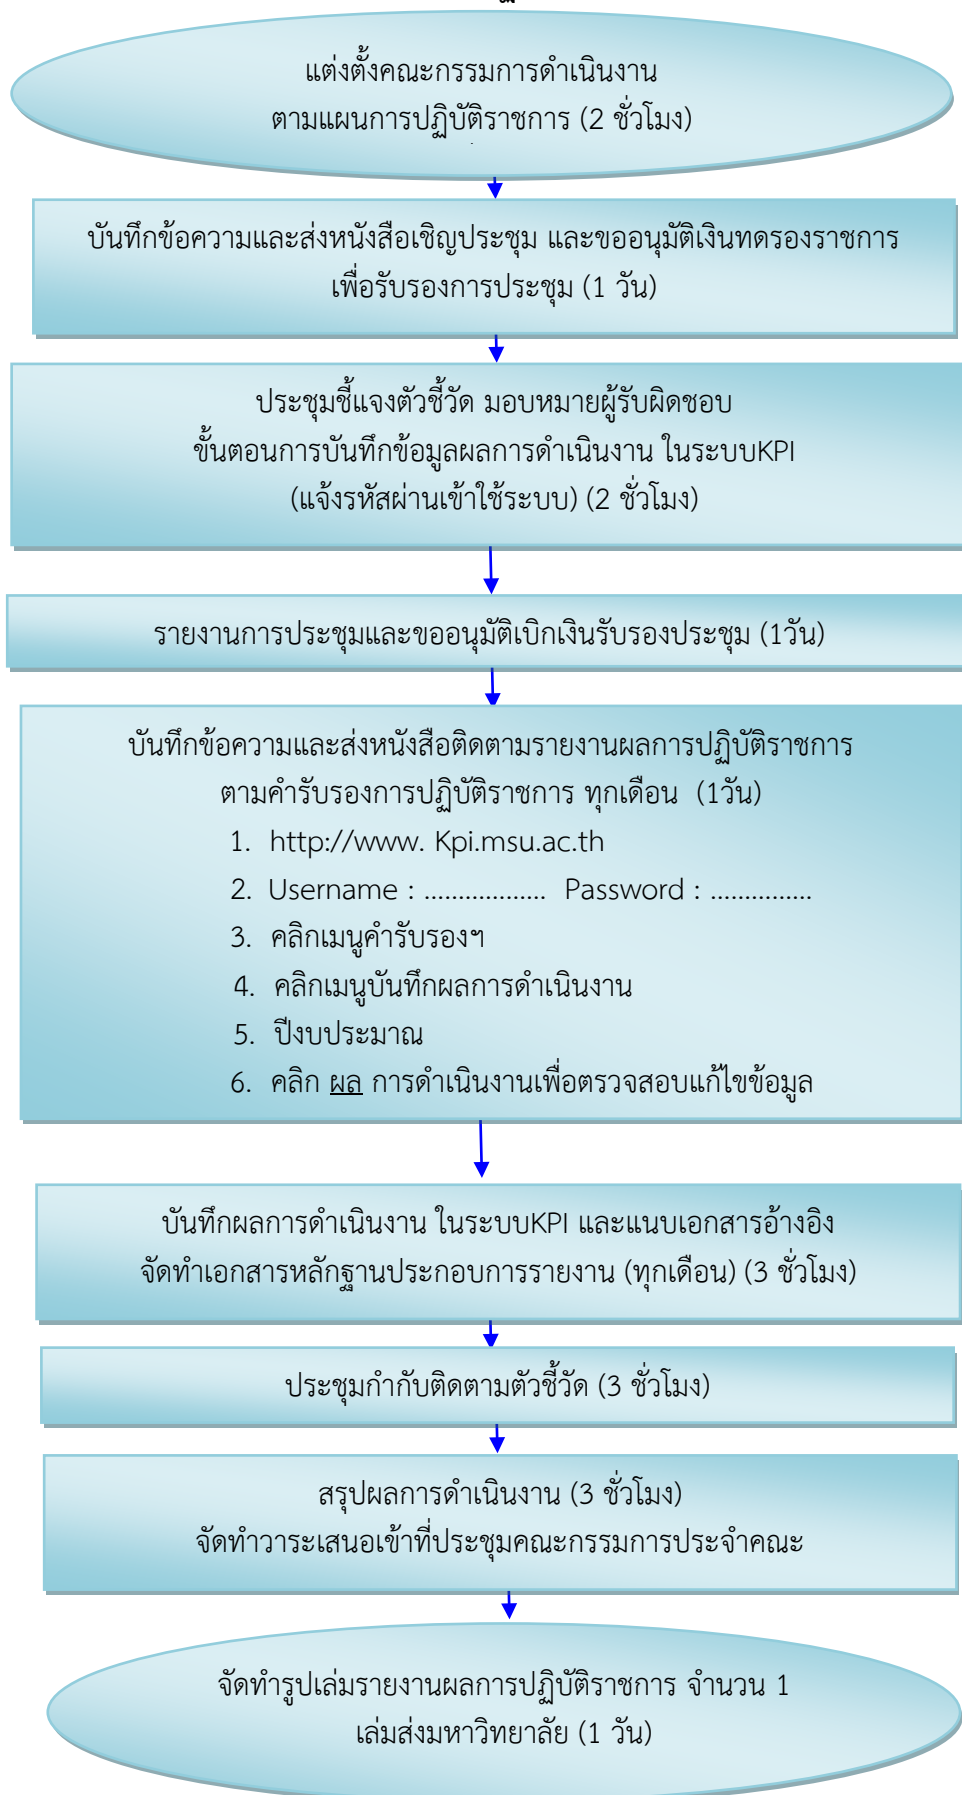 แต่งตั้งคณะกรรมการดำเนินงาน
ตามแผนการปฏิบัติราชการ (2 ชั่วโมง)
บันทึกข้อความและส่งหนังสือเชิญประชุม และขออนุมัติเงินทดรองราชการ
เพื่อรับรองการประชุม (1 วัน)
ประชุมชี้แจงตัวชี้วัด มอบหมายผู้รับผิดชอบ
ขั้นตอนการบันทึกข้อมูลผลการดำเนินงาน ในระบบKPI
(แจ้งรหัสผ่านเข้าใช้ระบบ) (2 ชั่วโมง)
รายงานการประชุมและขออนุมัติเบิกเงินรับรองประชุม (1วัน)
บันทึกข้อความและส่งหนังสือติดตามรายงานผลการปฏิบัติราชการ
ตามคำรับรองการปฏิบัติราชการ ทุกเดือน (1วัน)
1. http://www. Kpi.msu.ac.th
2. Username : .................. Password : ...............
3. คลิกเมนูคำรับรองฯ
4. คลิกเมนูบันทึกผลการดำเนินงาน
5. ปีงบประมาณ
6. คลิก ผล การดำเนินงานเพื่อตรวจสอบแก้ไขข้อมูล
บันทึกผลการดำเนินงาน ในระบบKPI และแนบเอกสารอ้างอิง
จัดทำเอกสารหลักฐานประกอบการรายงาน (ทุกเดือน) (3 ชั่วโมง)
ประชุมกำกับติดตามตัวชี้วัด (3 ชั่วโมง)
สรุปผลการดำเนินงาน (3 ชั่วโมง)
จัดทำวาระเสนอเข้าที่ประชุมคณะกรรมการประจำคณะ
จัดทำรูปเล่มรายงานผลการปฏิบัติราชการ จำนวน 1
เล่มส่งมหาวิทยาลัย (1 วัน)